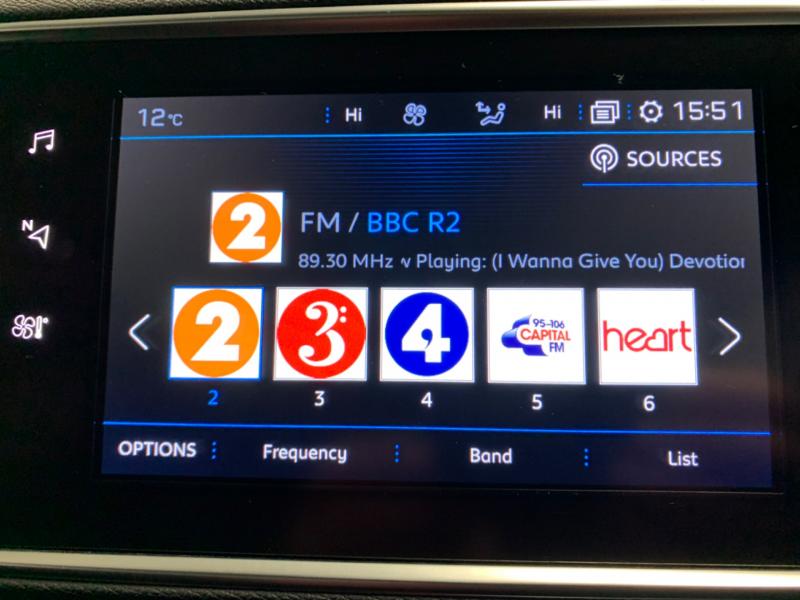 12°C Hi Hi 15:51
SOURCES
2 FM / BBC R2
89.30 MHz Playing: (I Wanna Give You) Devotion
N
2 3 4 95-106 CAPITAL FM heart
2 3 4 5 6
OPTIONS Frequency Band List